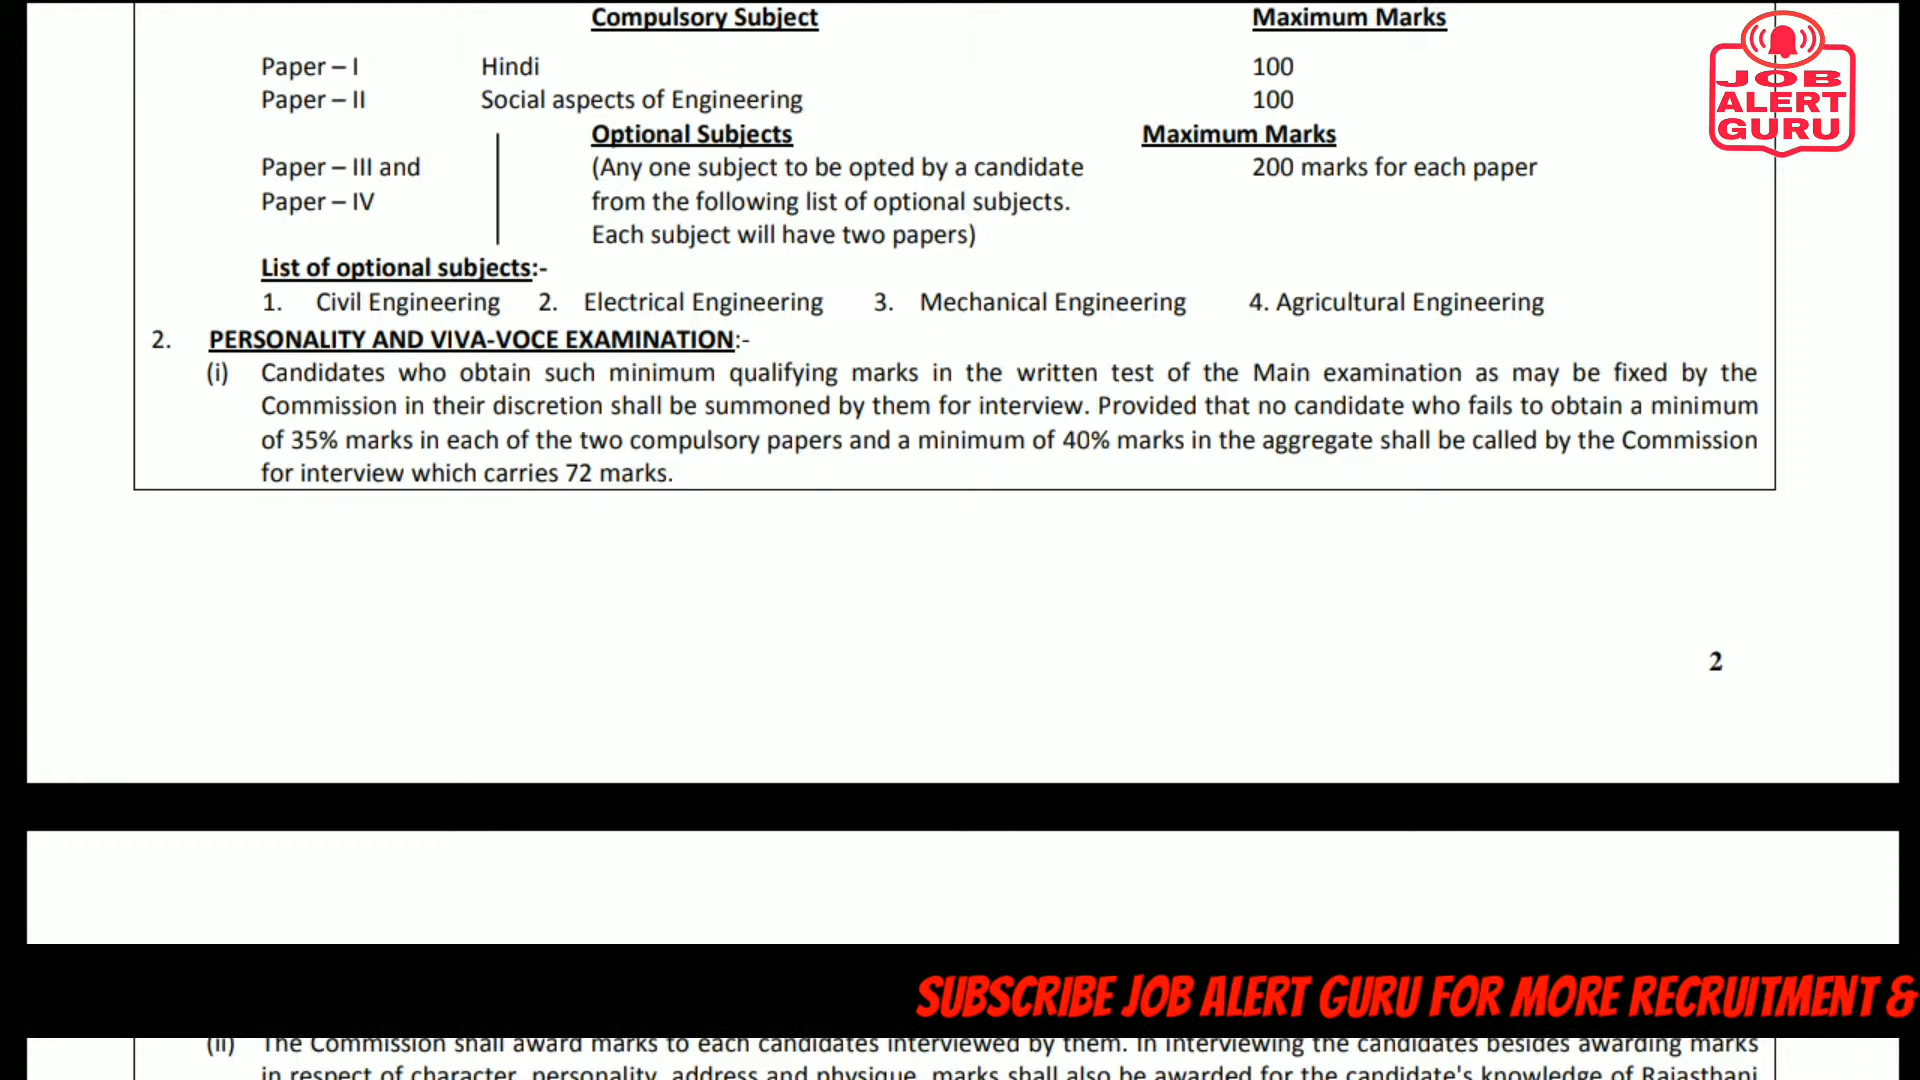 Compulsory Subject Maximum Marks
JOB
ALERT
GURU
Paper – I Hindi 100
Paper – II Social aspects of Engineering 100
Optional Subjects Maximum Marks
Paper – III and (Any one subject to be opted by a candidate 200 marks for each paper
Paper – IV from the following list of optional subjects.
Each subject will have two papers)
List of optional subjects:-
1. Civil Engineering 2. Electrical Engineering 3. Mechanical Engineering 4. Agricultural Engineering
2. PERSONALITY AND VIVA-VOCE EXAMINATION:-
(i) Candidates who obtain such minimum qualifying marks in the written test of the Main examination as may be fixed by the
Commission in their discretion shall be summoned by them for interview. Provided that no candidate who fails to obtain a minimum
of 35% marks in each of the two compulsory papers and a minimum of 40% marks in the aggregate shall be called by the Commission
for interview which carries 72 marks.
2
SUBSCRIBE JOB ALERT GURU FOR MORE RECRUITMENT &
(ii) The Commission shall award marks to each candidates interviewed by them. In interviewing the candidates besides awarding marks
in respect of character, personality, address and physique, marks shall also be awarded for the candidate's knowledge of Rajasthani